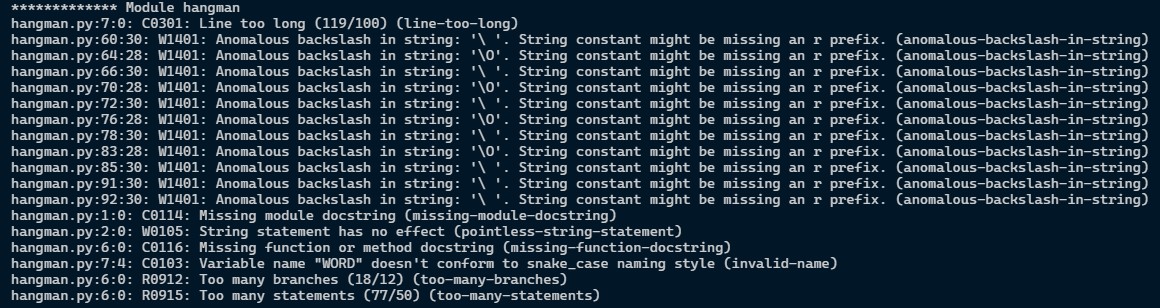 ************* Module hangman
hangman.py:7:0: C0301: Line too long (119/100) (line-too-long)
hangman.py:60:30: W1401: Anomalous backslash in string: '\ '. String constant might be missing an r prefix. (anomalous-backslash-in-string)
hangman.py:64:28: W1401: Anomalous backslash in string: '\O'. String constant might be missing an r prefix. (anomalous-backslash-in-string)
hangman.py:66:30: W1401: Anomalous backslash in string: '\ '. String constant might be missing an r prefix. (anomalous-backslash-in-string)
hangman.py:70:28: W1401: Anomalous backslash in string: '\O'. String constant might be missing an r prefix. (anomalous-backslash-in-string)
hangman.py:72:30: W1401: Anomalous backslash in string: '\ '. String constant might be missing an r prefix. (anomalous-backslash-in-string)
hangman.py:76:28: W1401: Anomalous backslash in string: '\O'. String constant might be missing an r prefix. (anomalous-backslash-in-string)
hangman.py:78:30: W1401: Anomalous backslash in string: '\ '. String constant might be missing an r prefix. (anomalous-backslash-in-string)
hangman.py:83:28: W1401: Anomalous backslash in string: '\O'. String constant might be missing an r prefix. (anomalous-backslash-in-string)
hangman.py:85:30: W1401: Anomalous backslash in string: '\ '. String constant might be missing an r prefix. (anomalous-backslash-in-string)
hangman.py:91:30: W1401: Anomalous backslash in string: '\ '. String constant might be missing an r prefix. (anomalous-backslash-in-string)
hangman.py:92:30: W1401: Anomalous backslash in string: '\ '. String constant might be missing an r prefix. (anomalous-backslash-in-string)
hangman.py:1:0: C0114: Missing module docstring (missing-module-docstring)
hangman.py:2:0: W0105: String statement has no effect (pointless-string-statement)
hangman.py:6:0: C0116: Missing function or method docstring (missing-function-docstring)
hangman.py:7:4: C0103: Variable name "WORD" doesn't conform to snake_case naming style (invalid-name)
hangman.py:6:0: R0912: Too many branches (18/12) (too-many-branches)
hangman.py:6:0: R0915: Too many statements (77/50) (too-many-statements)